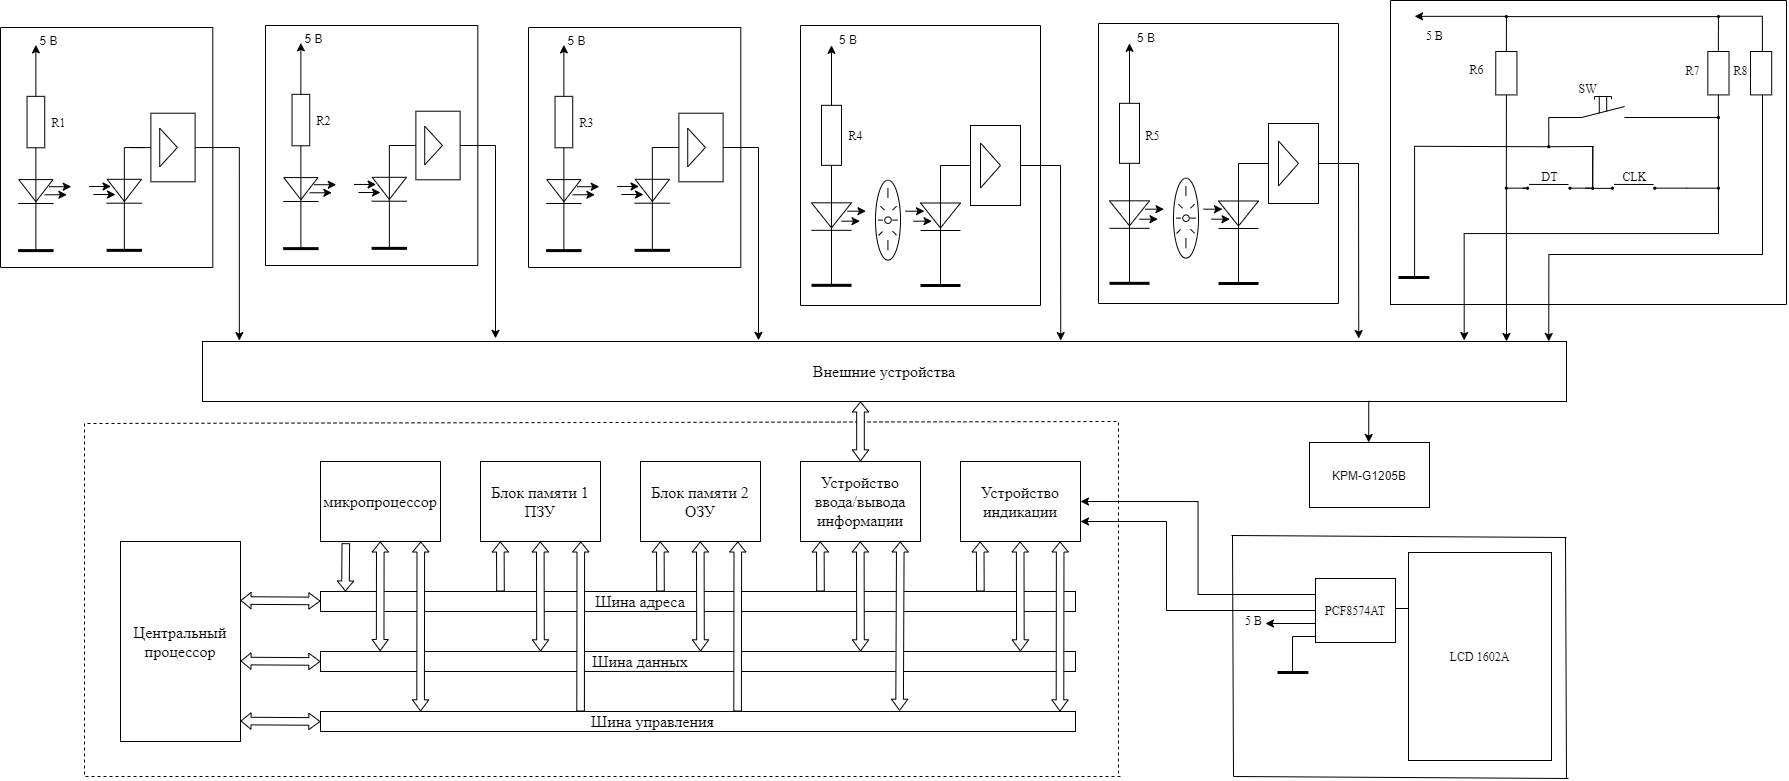 5 В
R1
5 В
R2
5 В
R3
5 В
R4
5 В
R5
5 В
R6
R7
R8
SW
DT
CLK
Внешние устройства
KPM-G1205B
микропроцессор
Блок памяти 1
ПЗУ
Блок памяти 2
ОЗУ
Устройство
ввода/вывода
информации
Устройство
индикации
Центральный
процессор
Шина адреса
Шина данных
Шина управления
PCF8574AT
5 В
LCD 1602A